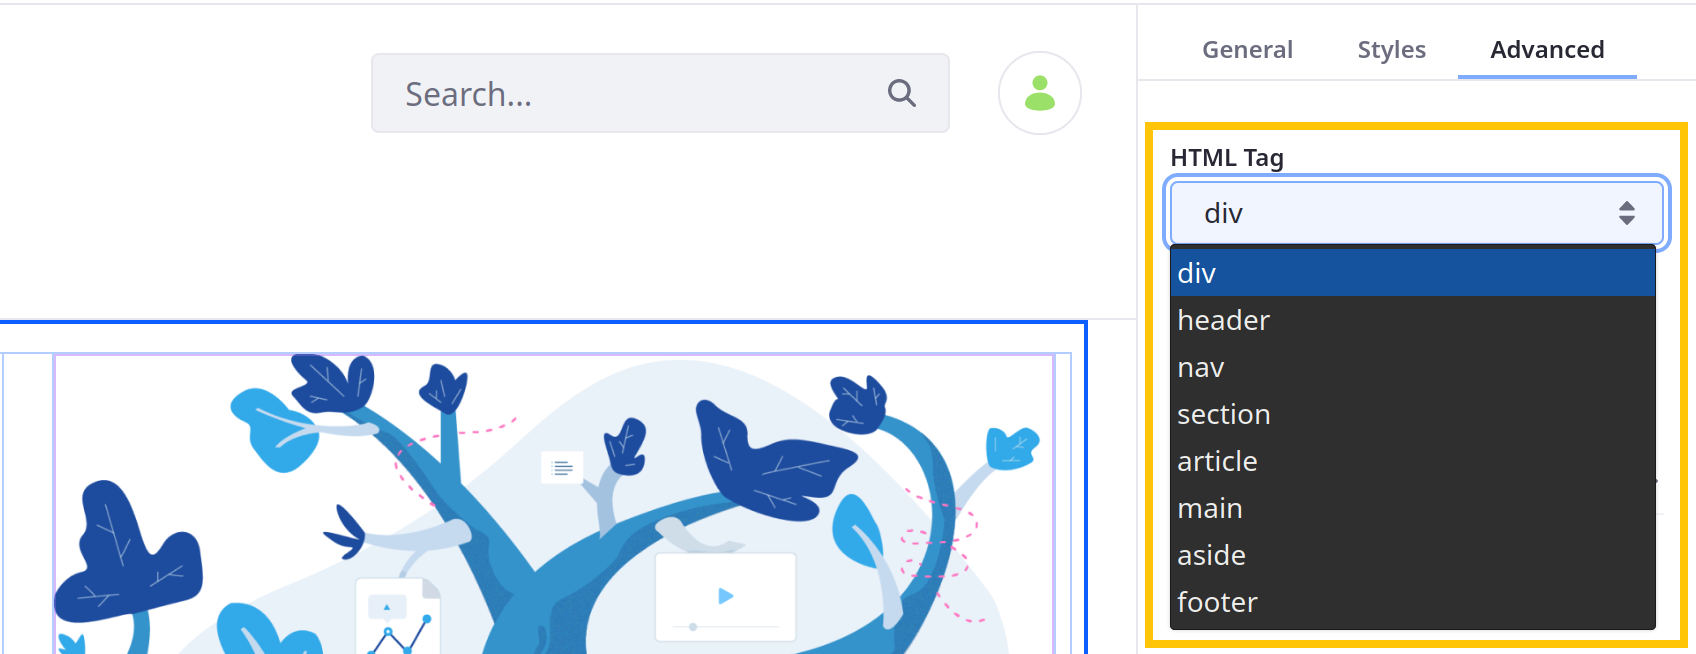 General Styles Advanced
Search...
HTML Tag
div
div
header
nav
section
article
main
aside
footer